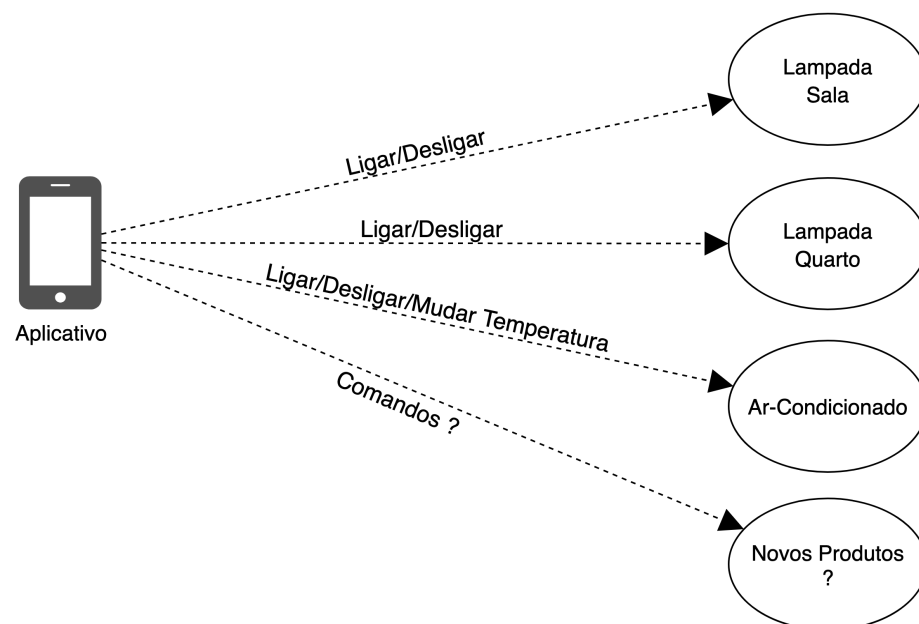 Lampada
Sala
Ligar/Desligar
Ligar/Desligar
Lampada
Quarto
Ligar/Desligar/Mudar Temperatura
Aplicativo
Comandos ?
Ar-Condicionado
Novos Produtos
?